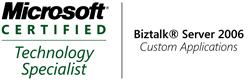 Microsoft®
CERTIFIED
Technology
Specialist
Biztalk® Server 2006
Custom Applications